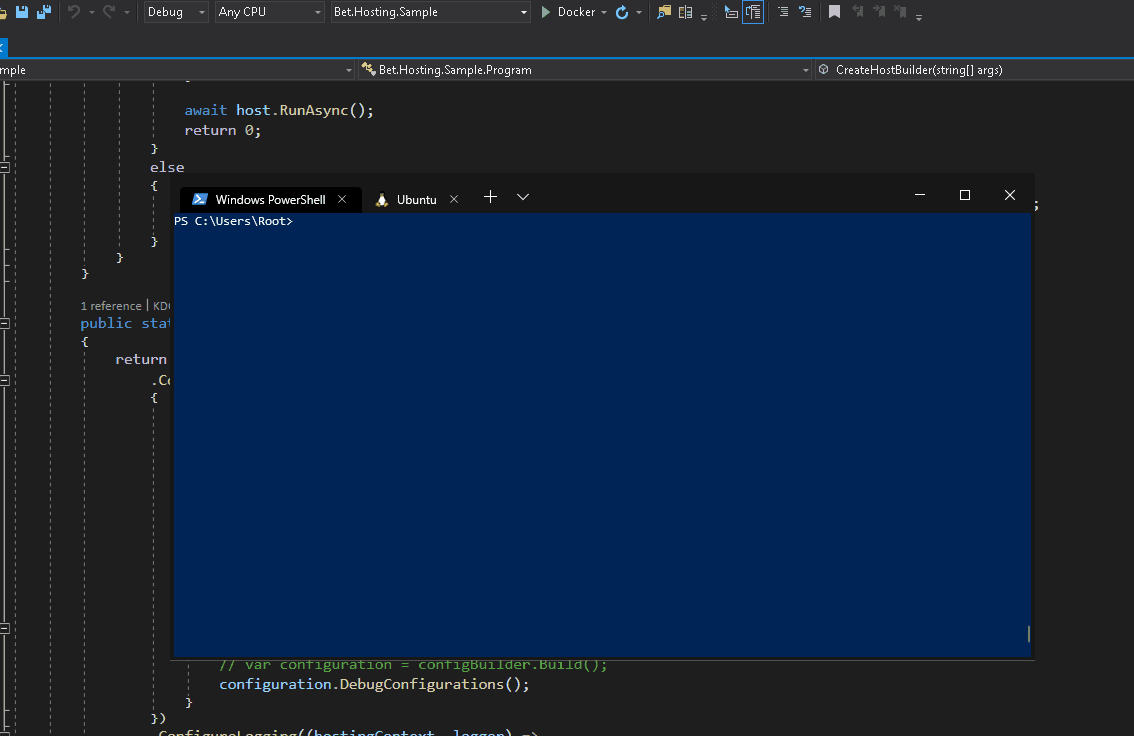 Debug Any CPU Bet.Hosting.Sample Docker
mple Bet.Hosting.Sample.Program CreateHostBuilder(string[] args)
await host.RunAsync();
return 0;
}
else
{
;
}
}
}
Windows PowerShell Ubuntu
PS C:\Users\Root>
1 reference | KD
public stat
{
return
.Co
{
// var configuration = configBuilder.Build();
configuration.DebugConfigurations();
}
})
.ConfigureLogging((hostingContext, logger) =>